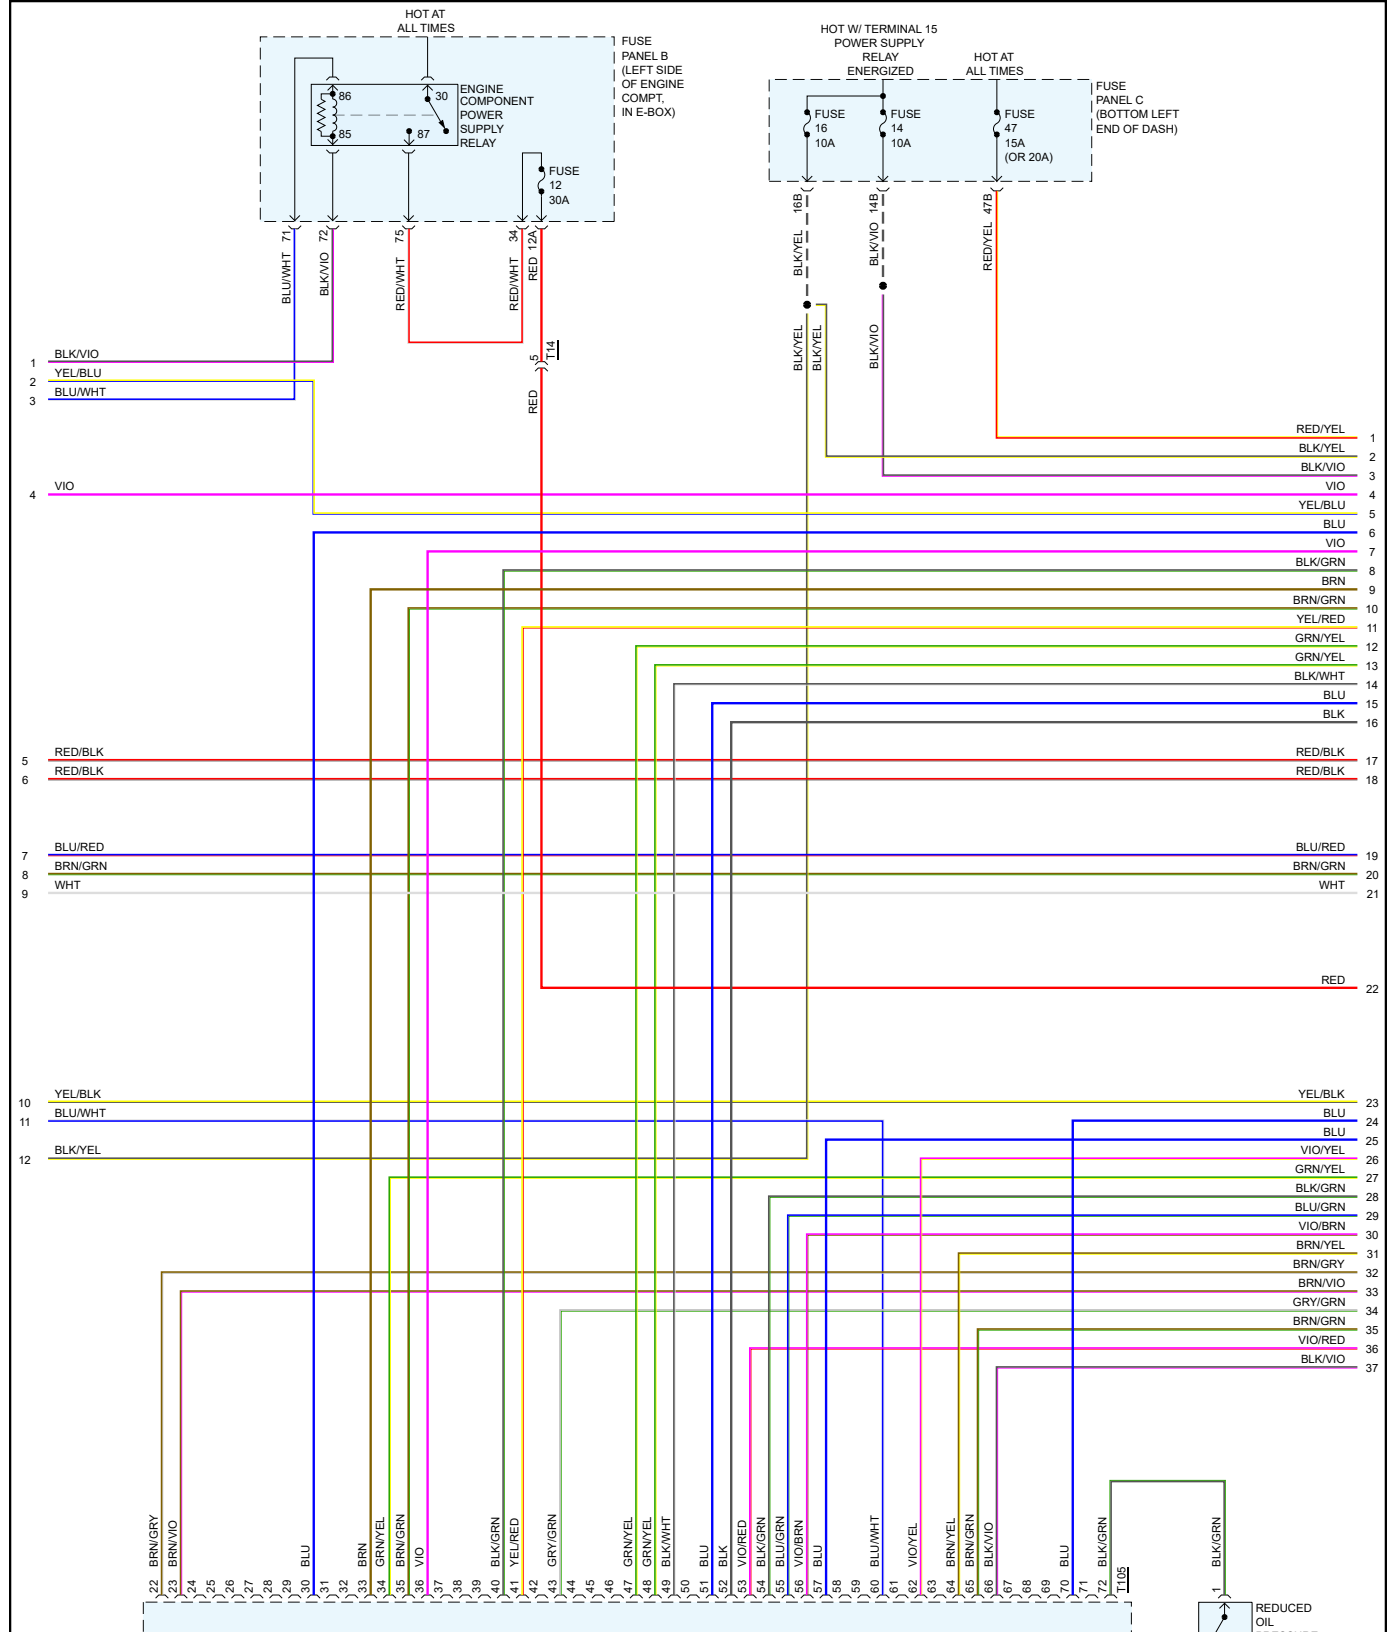 HOT AT
ALL TIMES
FUSE
PANEL B
(LEFT SIDE
OF ENGINE
COMPT,
IN E-BOX)
86
30
85
87
ENGINE
COMPONENT
POWER
SUPPLY
RELAY
FUSE
12
30A
HOT W/ TERMINAL 15
POWER SUPPLY
RELAY
ENERGIZED
HOT AT
ALL TIMES
FUSE
16
10A
FUSE
14
10A
FUSE
47
15A
(OR 20A)
FUSE
PANEL C
(BOTTOM LEFT
END OF DASH)
71
72
75
34
12A
16B
14B
47B
BLU/WHT
BLK/VIO
RED/WHT
RED/WHT
RED
BLK/YEL
BLK/VIO
RED/YEL
5
T14
RED
BLK/YEL
BLK/YEL
BLK/VIO
1 BLK/VIO
2 YEL/BLU
3 BLU/WHT
4 VIO
5 RED/BLK
6 RED/BLK
7 BLU/RED
8 BRN/GRN
9 WHT
10 YEL/BLK
11 BLU/WHT
12 BLK/YEL
RED/YEL 1
BLK/YEL 2
BLK/VIO 3
VIO 4
YEL/BLU 5
BLU 6
VIO 7
BLK/GRN 8
BRN 9
BRN/GRN 10
YEL/RED 11
GRN/YEL 12
GRN/YEL 13
BLK/WHT 14
BLU 15
BLK 16
RED/BLK 17
RED/BLK 18
BLU/RED 19
BRN/GRN 20
WHT 21
RED 22
YEL/BLK 23
BLU 24
BLU 25
VIO/YEL 26
GRN/YEL 27
BLK/GRN 28
BLU/GRN 29
VIO/BRN 30
BRN/YEL 31
BRN/GRY 32
BRN/VIO 33
GRY/GRN 34
BRN/GRN 35
VIO/RED 36
BLK/VIO 37
22 BRN/GRY
23 BRN/VIO
24
25
26
27
28
29
30 BLU
31
32
33 BRN
34 GRN/YEL
35 BRN/GRN
36 VIO
37
38
39
40 BLK/GRN
41 YEL/RED
42
43 GRY/GRN
44
45
46
47 GRN/YEL
48 GRN/YEL
49 BLK/WHT
50
51 BLU
52 BLK
53 VIO/RED
54 BLK/GRN
55 BLU/GRN
56 VIO/BRN
57 BLU
58
59
60 BLU/WHT
61
62 VIO/YEL
63
64 BRN/YEL
65 BRN/GRN
66 BLK/VIO
67
68
69
70 BLU
71
72 BLK/GRN
T105
1 BLK/GRN
REDUCED
OIL